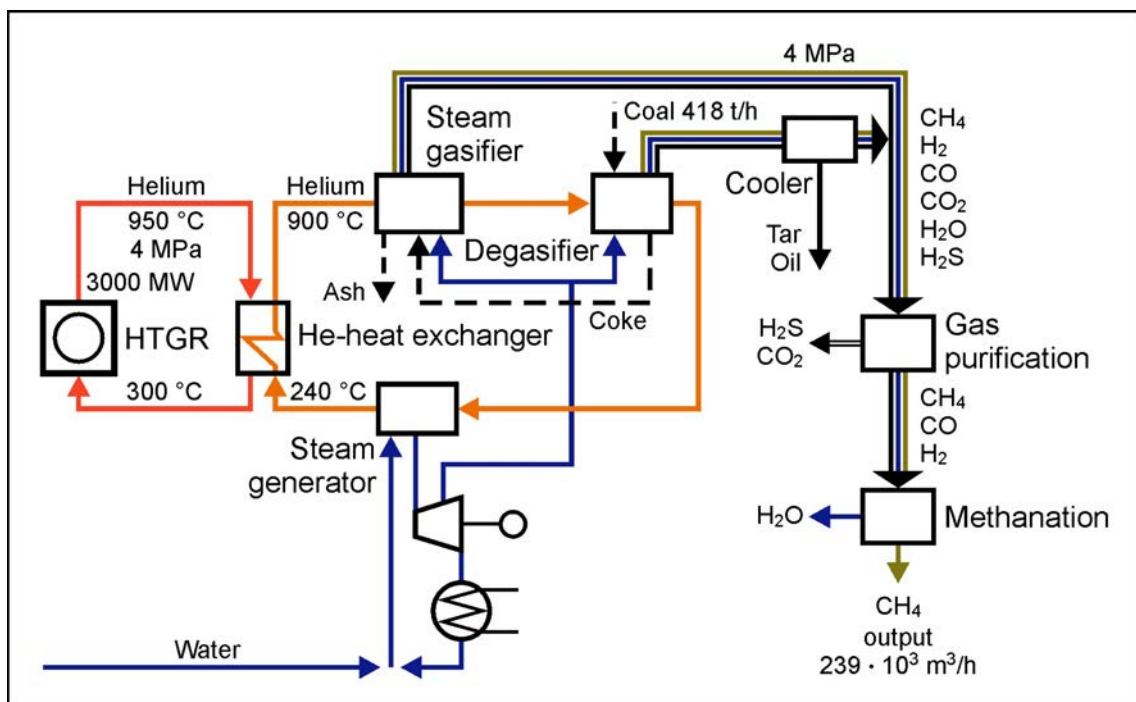 4 MPa
Coal 418 t/h
Steam
gasifier
CH₄
H₂
CO
CO₂
H₂O
H₂S
Cooler
Helium
950 °C
4 MPa
3000 MW
Helium
900 °C
Degasifier
Tar
Oil
Ash
Coke
HTGR
He-heat exchanger
H₂S
CO₂
Gas
purification
300 °C
240 °C
CH₄
CO
H₂
Steam
generator
H₂O
Methanation
CH₄
output
239 · 10³ m³/h
Water